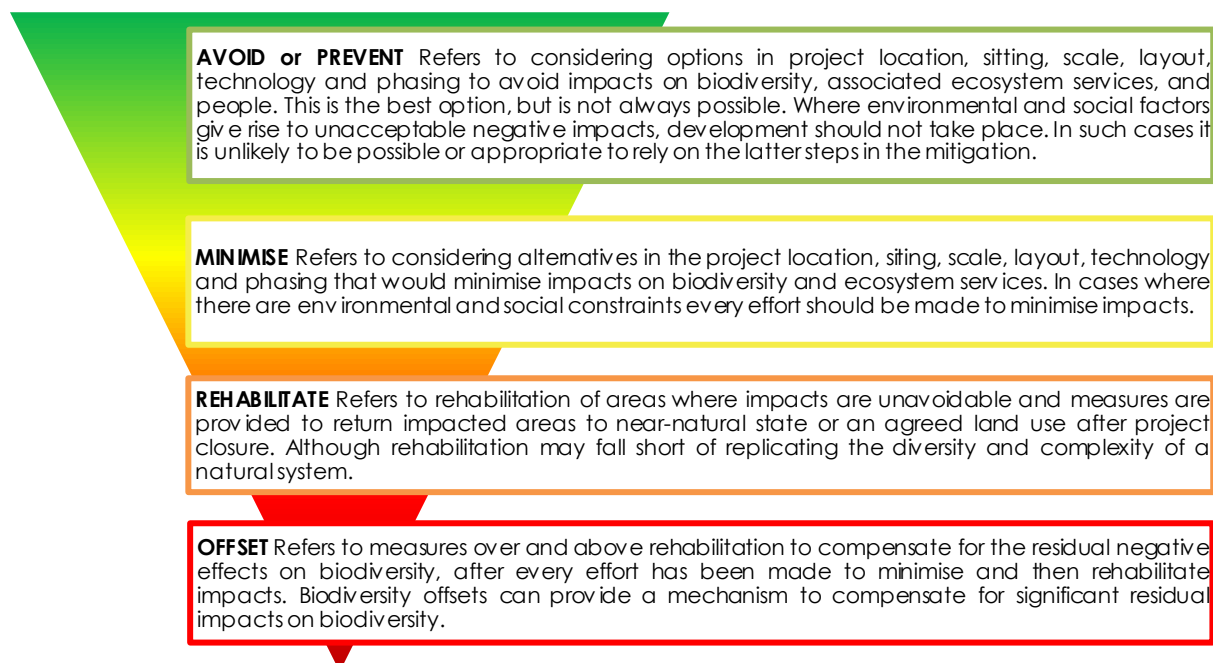 AVOID or PREVENT Refers to considering options in project location, sitting, scale, layout,
technology and phasing to avoid impacts on biodiversity, associated ecosystem services, and
people. This is the best option, but is not always possible. Where environmental and social factors
give rise to unacceptable negative impacts, development should not take place. In such cases it
is unlikely to be possible or appropriate to rely on the latter steps in the mitigation.
MINIMISE Refers to considering alternatives in the project location, siting, scale, layout, technology
and phasing that would minimise impacts on biodiversity and ecosystem services. In cases where
there are environmental and social constraints every effort should be made to minimise impacts.
REHABILITATE Refers to rehabilitation of areas where impacts are unavoidable and measures are
provided to return impacted areas to near-natural state or an agreed land use after project
closure. Although rehabilitation may fall short of replicating the diversity and complexity of a
natural system.
OFFSET Refers to measures over and above rehabilitation to compensate for the residual negative
effects on biodiversity, after every effort has been made to minimise and then rehabilitate
impacts. Biodiversity offsets can provide a mechanism to compensate for significant residual
impacts on biodiversity.